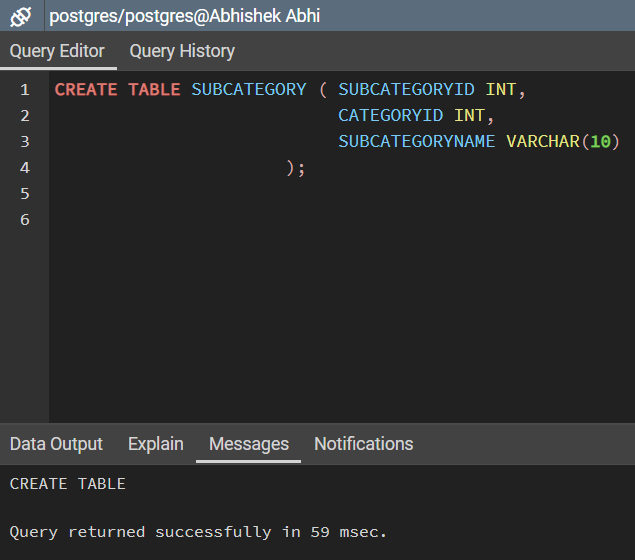 postgres/postgres@Abhishek Abhi
Query Editor Query History
1 CREATE TABLE SUBCATEGORY ( SUBCATEGORYID INT,
2 CATEGORYID INT,
3 SUBCATEGORYNAME VARCHAR(10)
4 );
5
6
Data Output Explain Messages Notifications
CREATE TABLE
Query returned successfully in 59 msec.